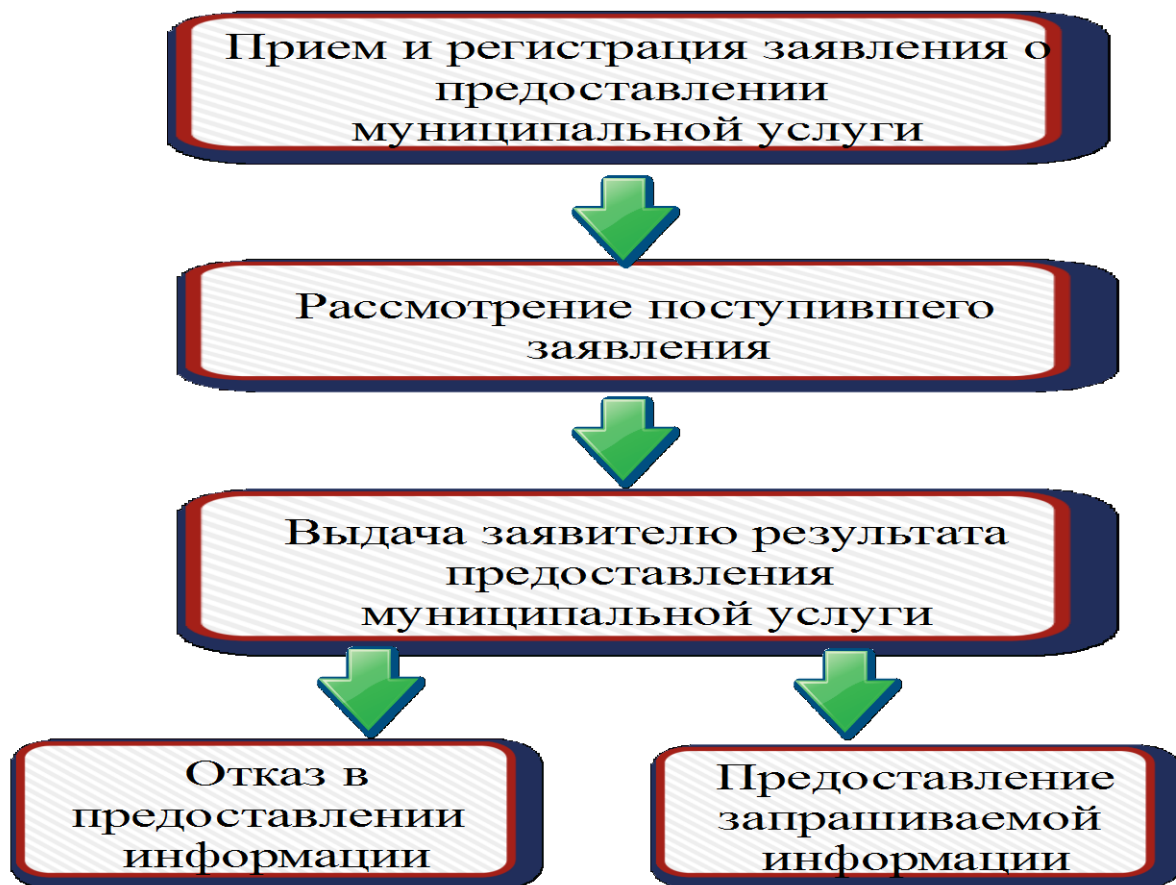 Прием и регистрация заявления о
предоставлении
муниципальной услуги
Рассмотрение поступившего
заявления
Выдача заявителю результата
предоставления
муниципальной услуги
Отказ в
предоставлении
информации
Предоставление
запрашиваемой
информации